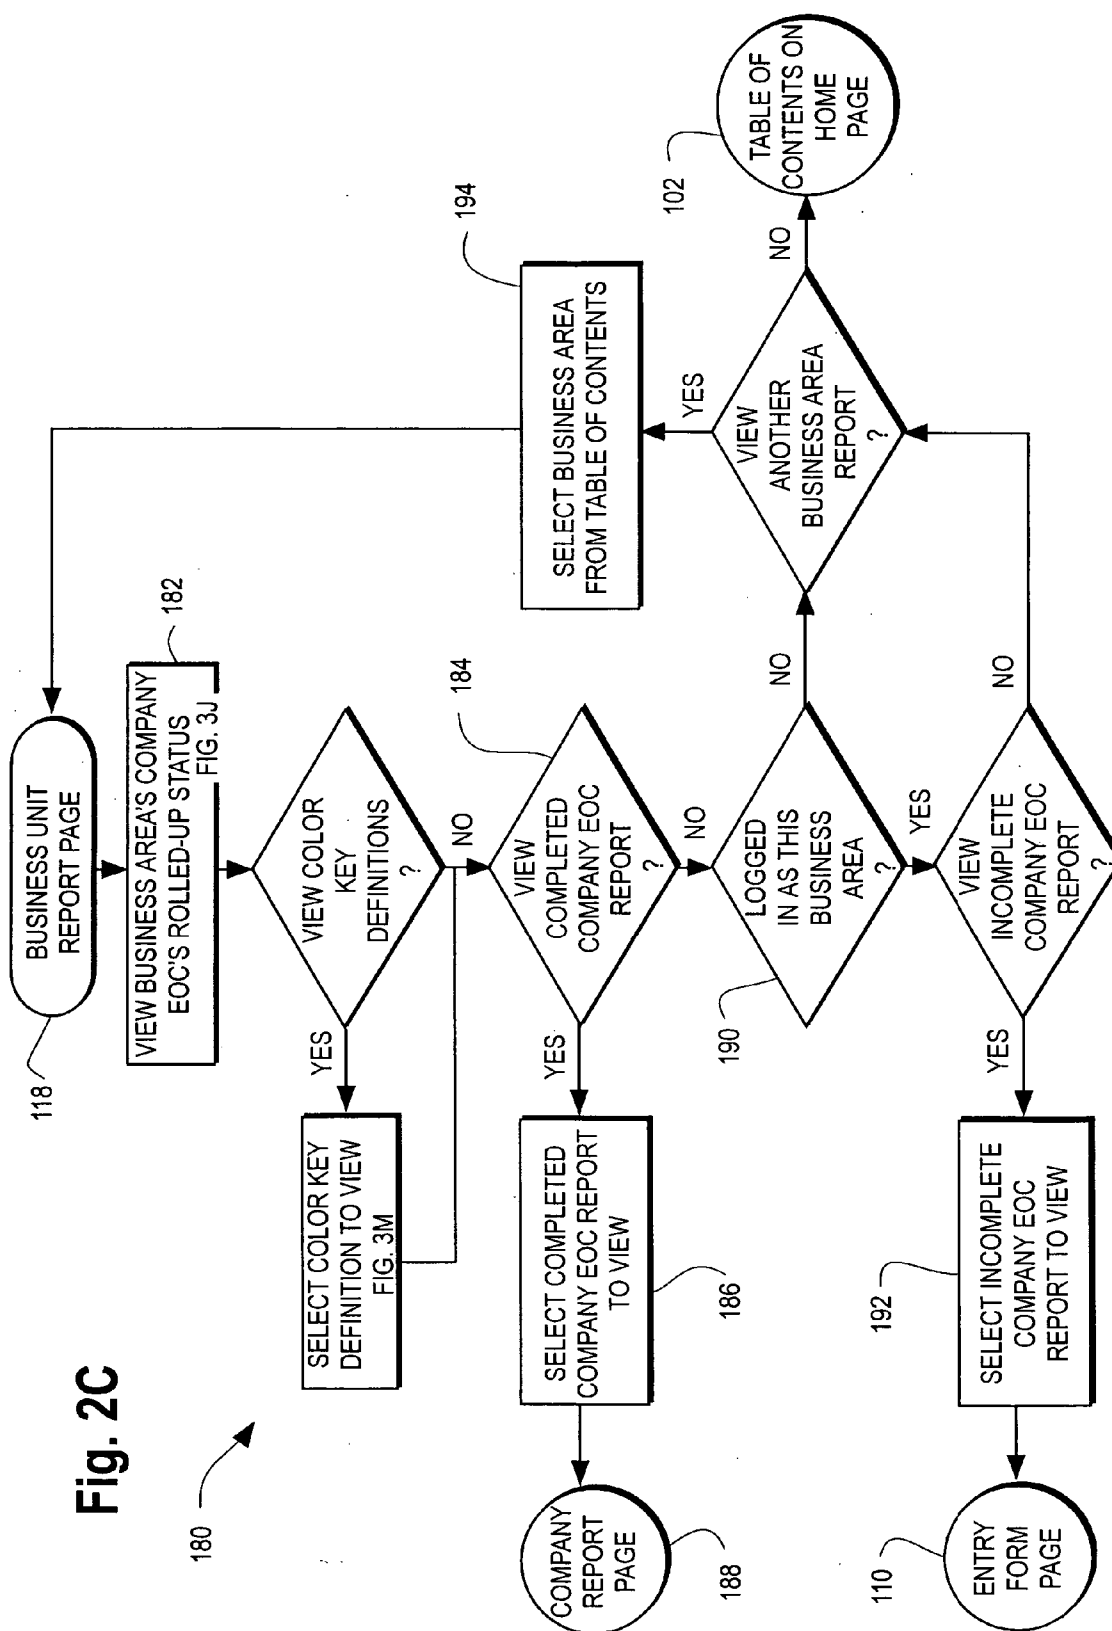 Fig. 2C
180
118
BUSINESS UNIT
REPORT PAGE
182
VIEW BUSINESS AREA'S COMPANY
EOC'S ROLLED-UP STATUS
FIG. 3J
VIEW COLOR
KEY
DEFINITIONS
?
YES
NO
SELECT COLOR KEY
DEFINITION TO VIEW
FIG. 3M
184
VIEW
COMPLETED
COMPANY EOC
REPORT
?
YES
NO
SELECT COMPLETED
COMPANY EOC REPORT
TO VIEW
186
COMPANY
REPORT
PAGE
188
190
LOGGED
IN AS THIS
BUSINESS
AREA
?
NO
YES
VIEW
INCOMPLETE
COMPANY EOC
REPORT
?
YES
NO
192
SELECT INCOMPLETE
COMPANY EOC
REPORT TO VIEW
110
ENTRY
FORM
PAGE
VIEW
ANOTHER
BUSINESS AREA
REPORT
?
YES
NO
194
SELECT BUSINESS AREA
FROM TABLE OF CONTENTS
102
TABLE OF
CONTENTS ON
HOME
PAGE